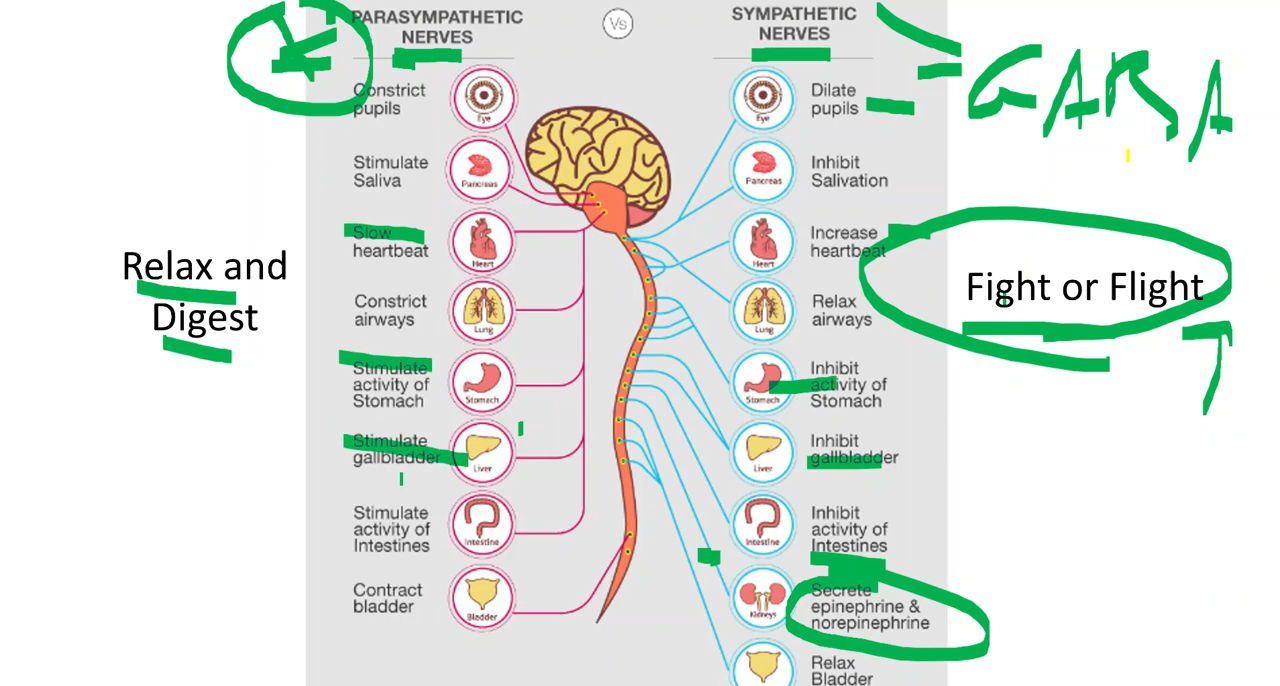 PARASYMPATHETIC
NERVES
Vs
SYMPATHETIC
NERVES
GABA
Constrict
pupils
Eye
Eye
Dilate
pupils
Stimulate
Saliva
Pancreas
Pancreas
Inhibit
Salivation
Slow
heartbeat
Heart
Heart
Increase
heartbeat
Relax and
Digest
Fight or Flight
Constrict
airways
Lung
Lung
Relax
airways
Stimulate
activity of
Stomach
Stomach
Stomach
Inhibit
activity of
Stomach
Stimulate
gallbladder
Liver
Liver
Inhibit
gallbladder
Stimulate
activity of
Intestines
Intestine
Intestine
Inhibit
activity of
Intestines
Contract
bladder
Bladder
Kidneys
Secrete
epinephrine &
norepinephrine
Relax
Bladder